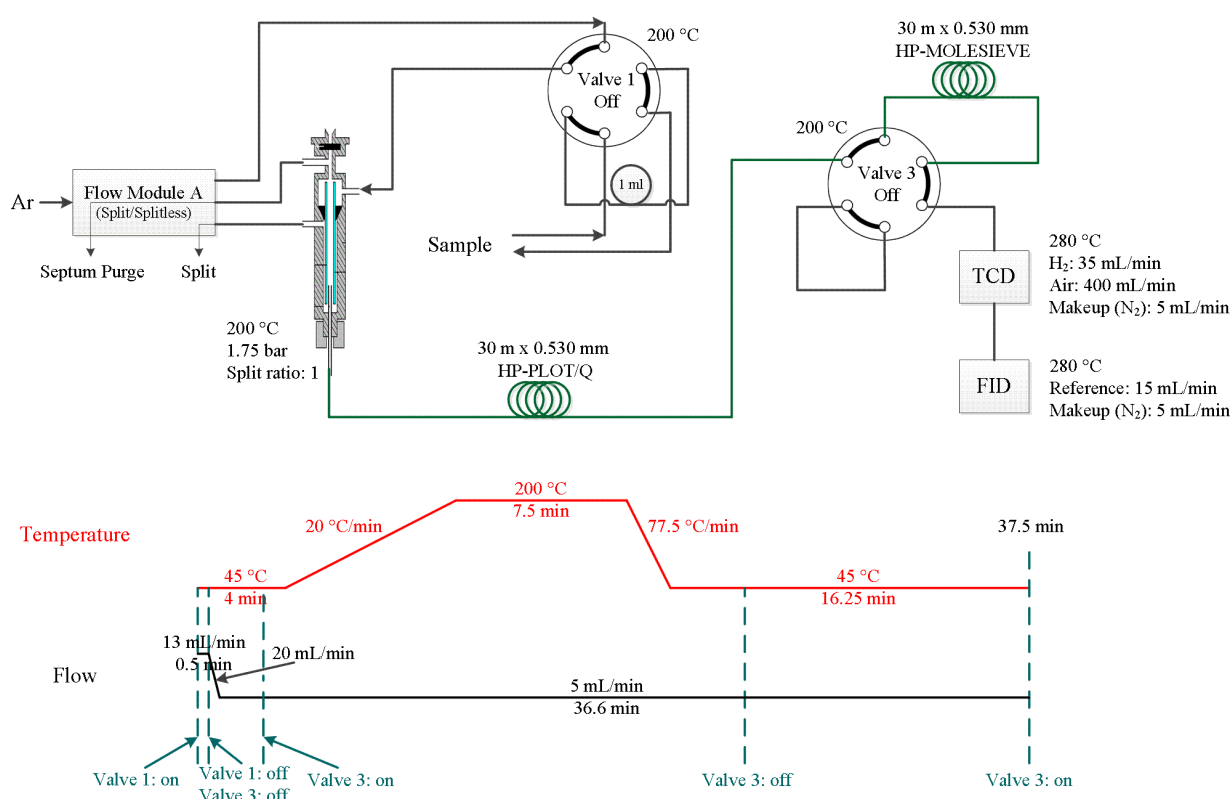 30 m x 0.530 mm
HP-MOLESIEVE
200 °C
Valve 1
Off
200 °C
Valve 3
Off
1 ml
Ar
Flow Module A
(Split/Splitless)
Septum Purge
Split
Sample
280 °C
H₂: 35 mL/min
Air: 400 mL/min
Makeup (N₂): 5 mL/min
TCD
200 °C
1.75 bar
Split ratio: 1
30 m x 0.530 mm
HP-PLOT/Q
280 °C
Reference: 15 mL/min
Makeup (N₂): 5 mL/min
FID
Temperature
45 °C
4 min
20 °C/min
200 °C
7.5 min
77.5 °C/min
45 °C
16.25 min
37.5 min
Flow
13 mL/min
0.5 min
20 mL/min
5 mL/min
36.6 min
Valve 1: on
Valve 1: off
Valve 3: off
Valve 3: on
Valve 3: off
Valve 3: on